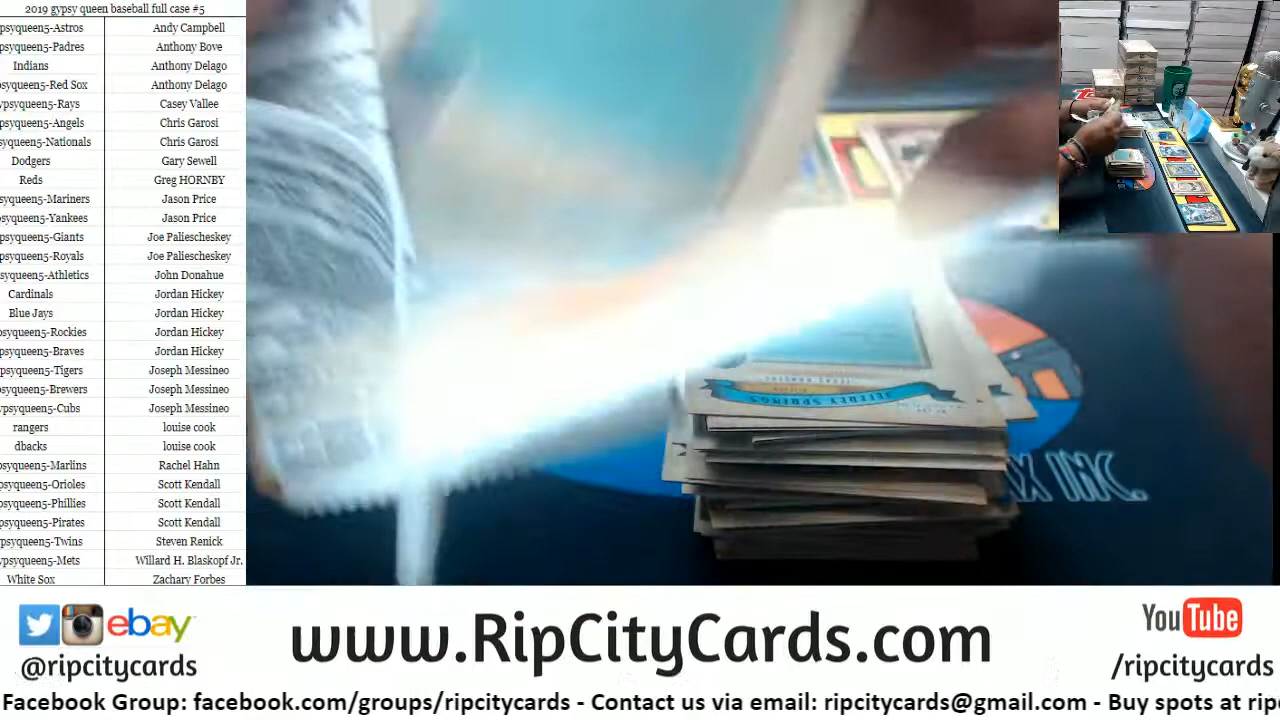 2019 gypsy queen baseball full case #5
psyqueen5-Astros Andy Campbell
psyqueen5-Padres Anthony Bove
Indians Anthony Delago
psyqueen5-Red Sox Anthony Delago
ypsyqueen5-Rays Casey Vallee
psyqueen5-Angels Chris Garosi
psyqueen5-Nationals Chris Garosi
Dodgers Gary Sewell
Reds Greg HORNBY
syqueen5-Mariners Jason Price
psyqueen5-Yankees Jason Price
psyqueen5-Giants Joe Paliescheskey
psyqueen5-Royals Joe Paliescheskey
syqueen5-Athletics John Donahue
Cardinals Jordan Hickey
Blue Jays Jordan Hickey
psyqueen5-Rockies Jordan Hickey
psyqueen5-Braves Jordan Hickey
psyqueen5-Tigers Joseph Messineo
psyqueen5-Brewers Joseph Messineo
ypsyqueen5-Cubs Joseph Messineo
rangers louise cook
dbacks louise cook
psyqueen5-Marlins Rachel Hahn
psyqueen5-Orioles Scott Kendall
psyqueen5-Phillies Scott Kendall
psyqueen5-Pirates Scott Kendall
psyqueen5-Twins Steven Renick
ypsyqueen5-Mets Willard H. Blaskopf Jr.
White Sox Zachary Forbes
JEFFREY SPRINGS
TEXAS RANGERS
X INC.
ebay
@ripcitycards
www.RipCityCards.com
YouTube
/ripcitycards
Facebook Group: facebook.com/groups/ripcitycards - Contact us via email: ripcitycards@gmail.com - Buy spots at rip